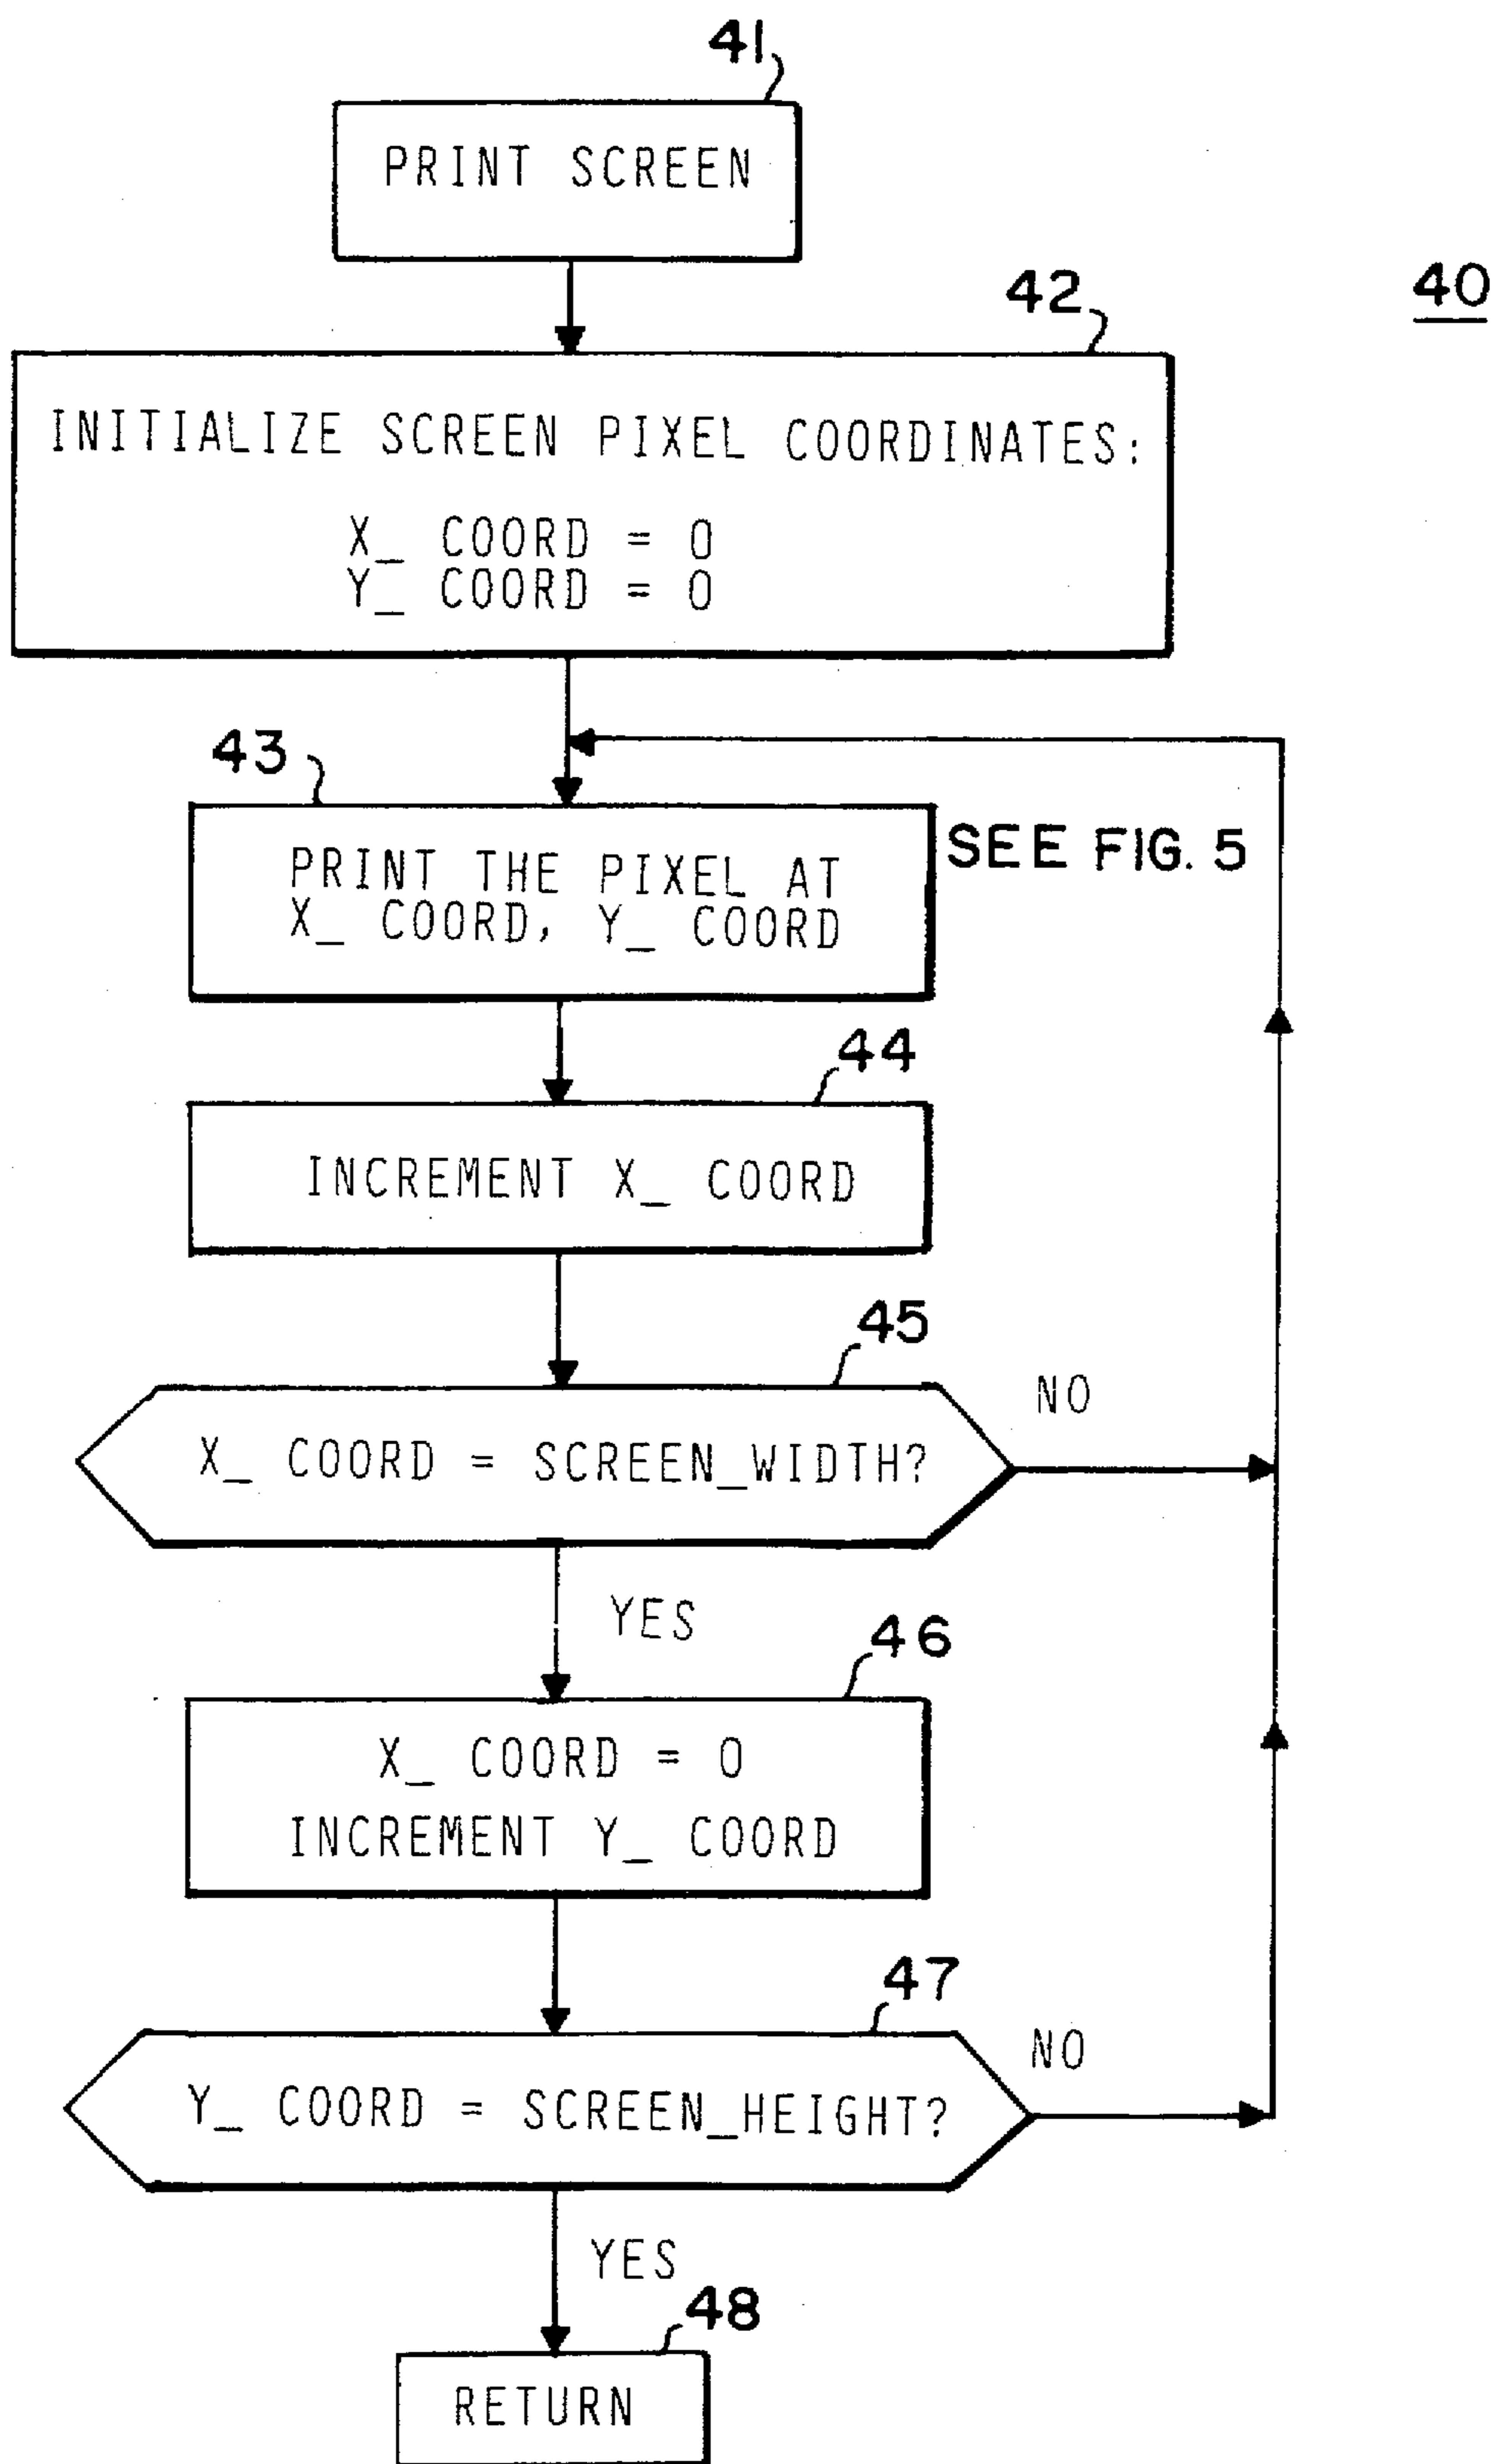 41
PRINT SCREEN
40
42
INITIALIZE SCREEN PIXEL COORDINATES:
X_ COORD = 0
Y_ COORD = 0
43
PRINT THE PIXEL AT
X_ COORD, Y_ COORD
SEE FIG. 5
44
INCREMENT X_ COORD
45
X_ COORD = SCREEN_WIDTH?
NO
YES
46
X_ COORD = 0
INCREMENT Y_ COORD
47
Y_ COORD = SCREEN_HEIGHT?
NO
YES
48
RETURN